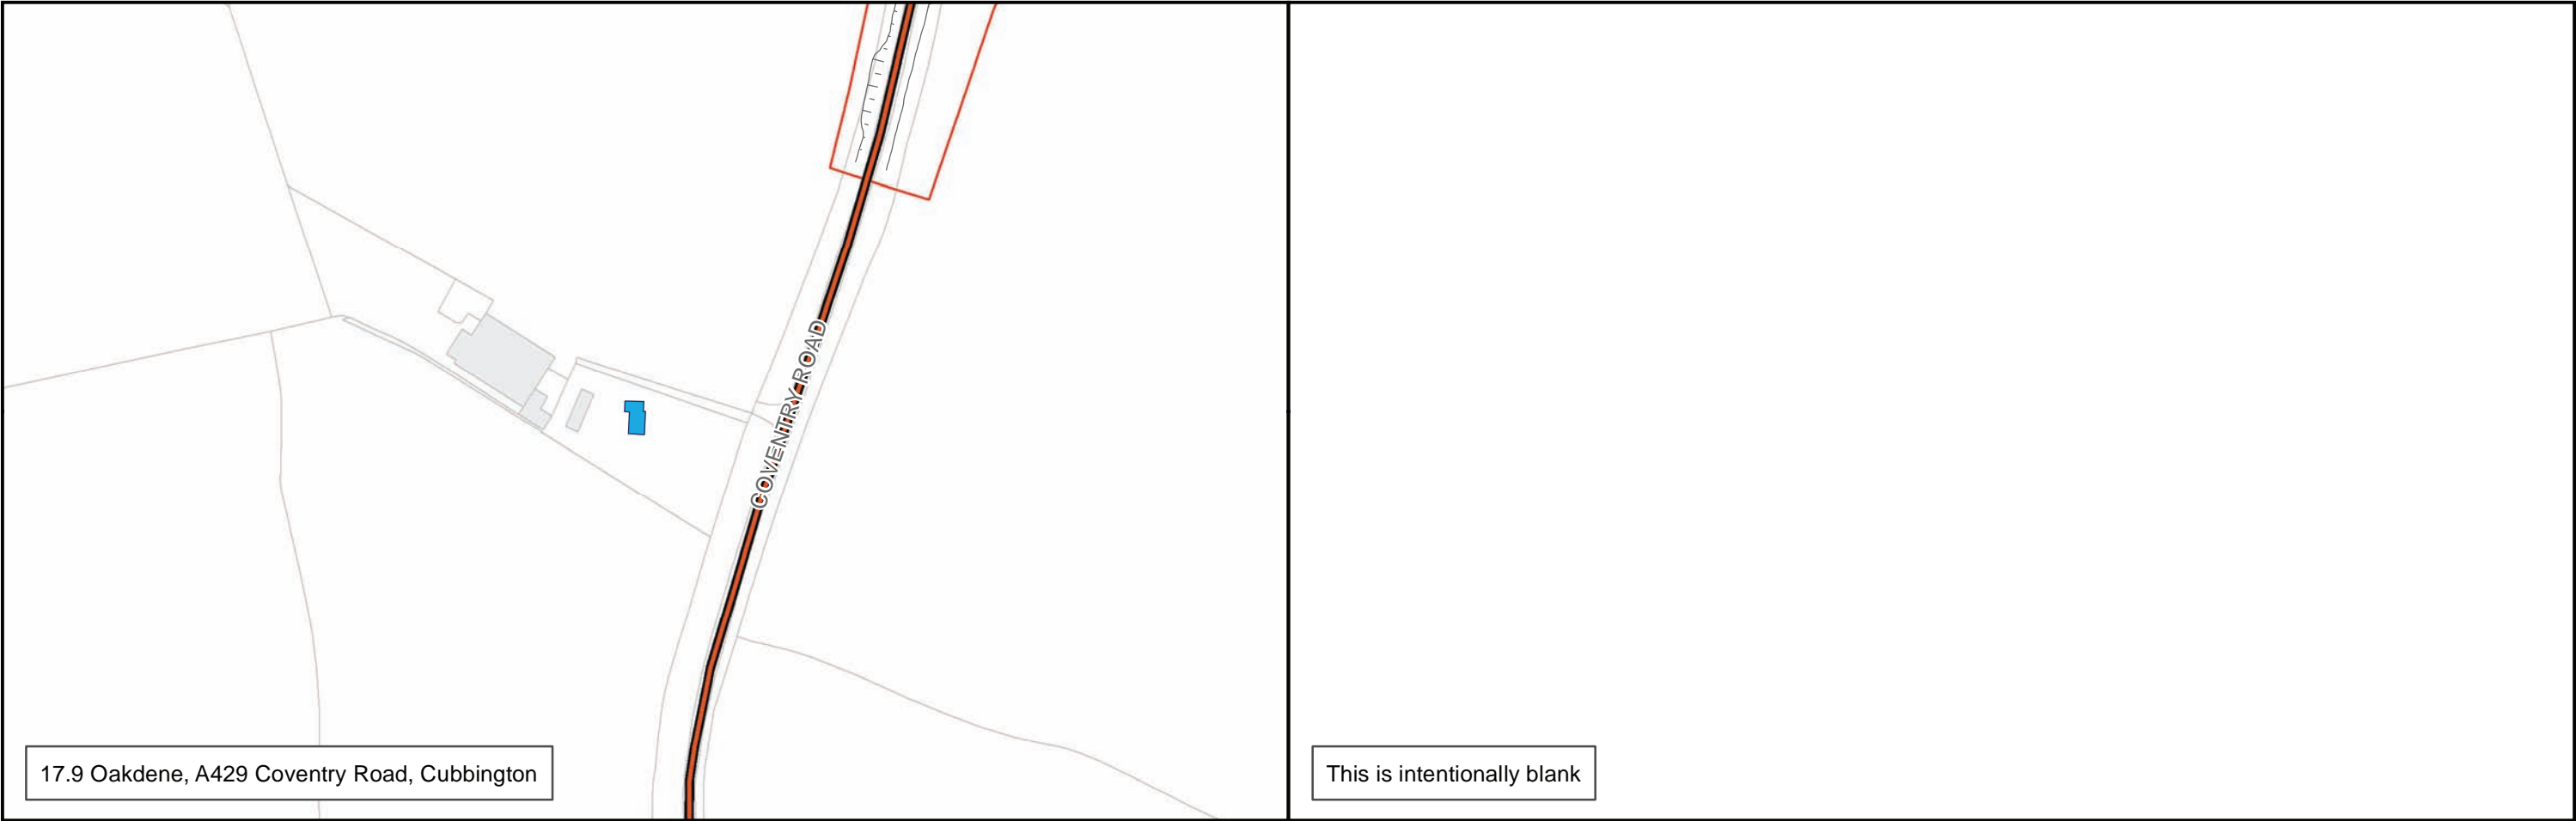 COVENTRY ROAD
17.9 Oakdene, A429 Coventry Road, Cubbington
This is intentionally blank